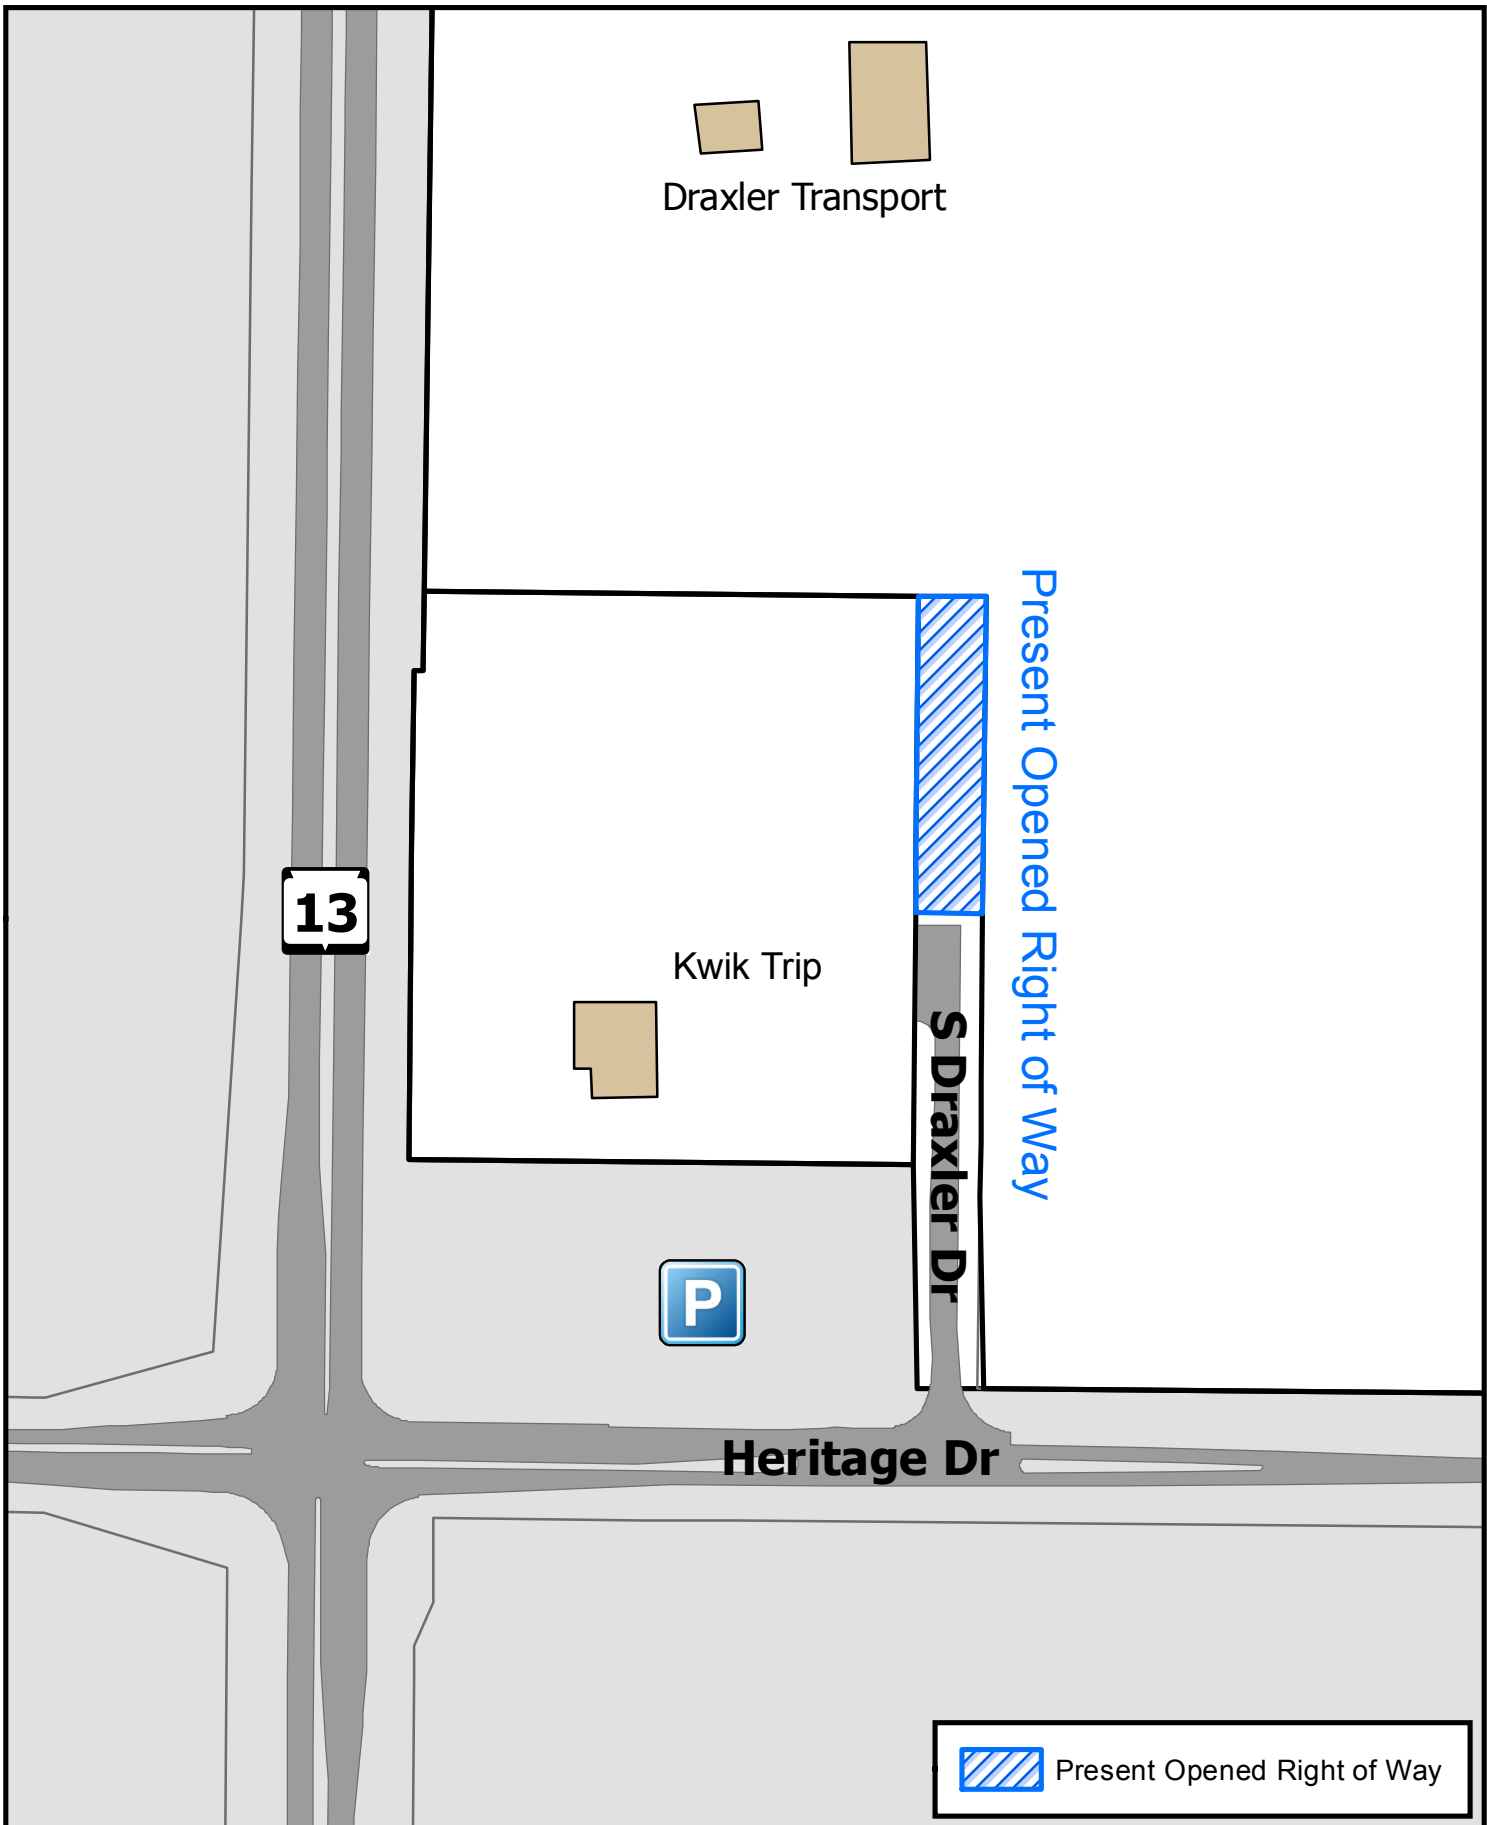 Draxler Transport
Present Opened Right of Way
13
Kwik Trip
S Draxler Dr
P
Heritage Dr
Present Opened Right of Way